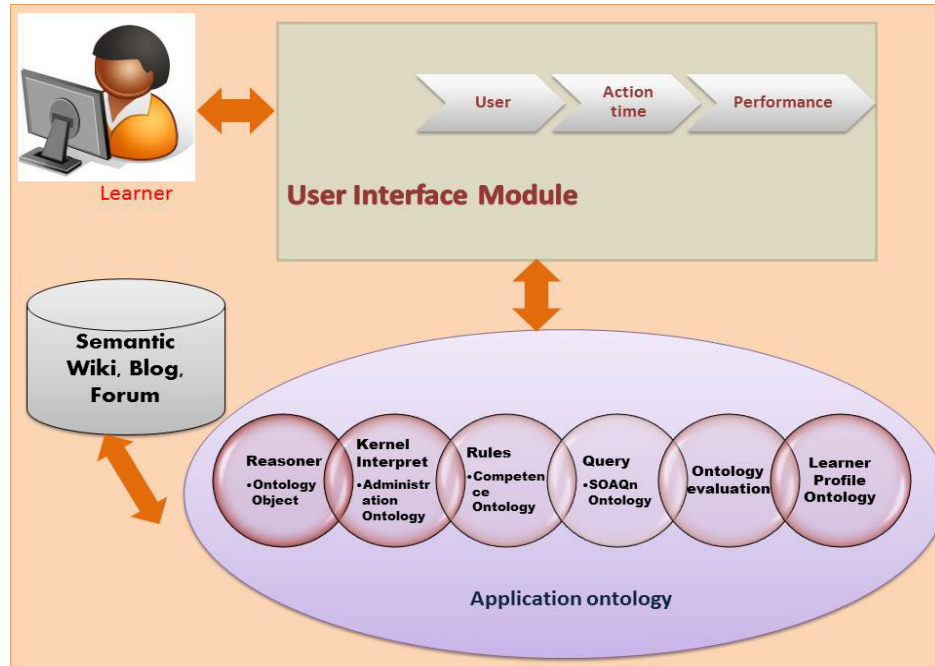 User
Action
time
Performance
Learner
User Interface Module
Semantic
Wiki, Blog,
Forum
Reasoner
•Ontology
Object
Kernel
Interpret
•Administr
ation
Ontology
Rules
•Competen
ce
Ontology
Query
•SOAQn
Ontology
Ontology
evaluation
Learner
Profile
Ontology
Application ontology